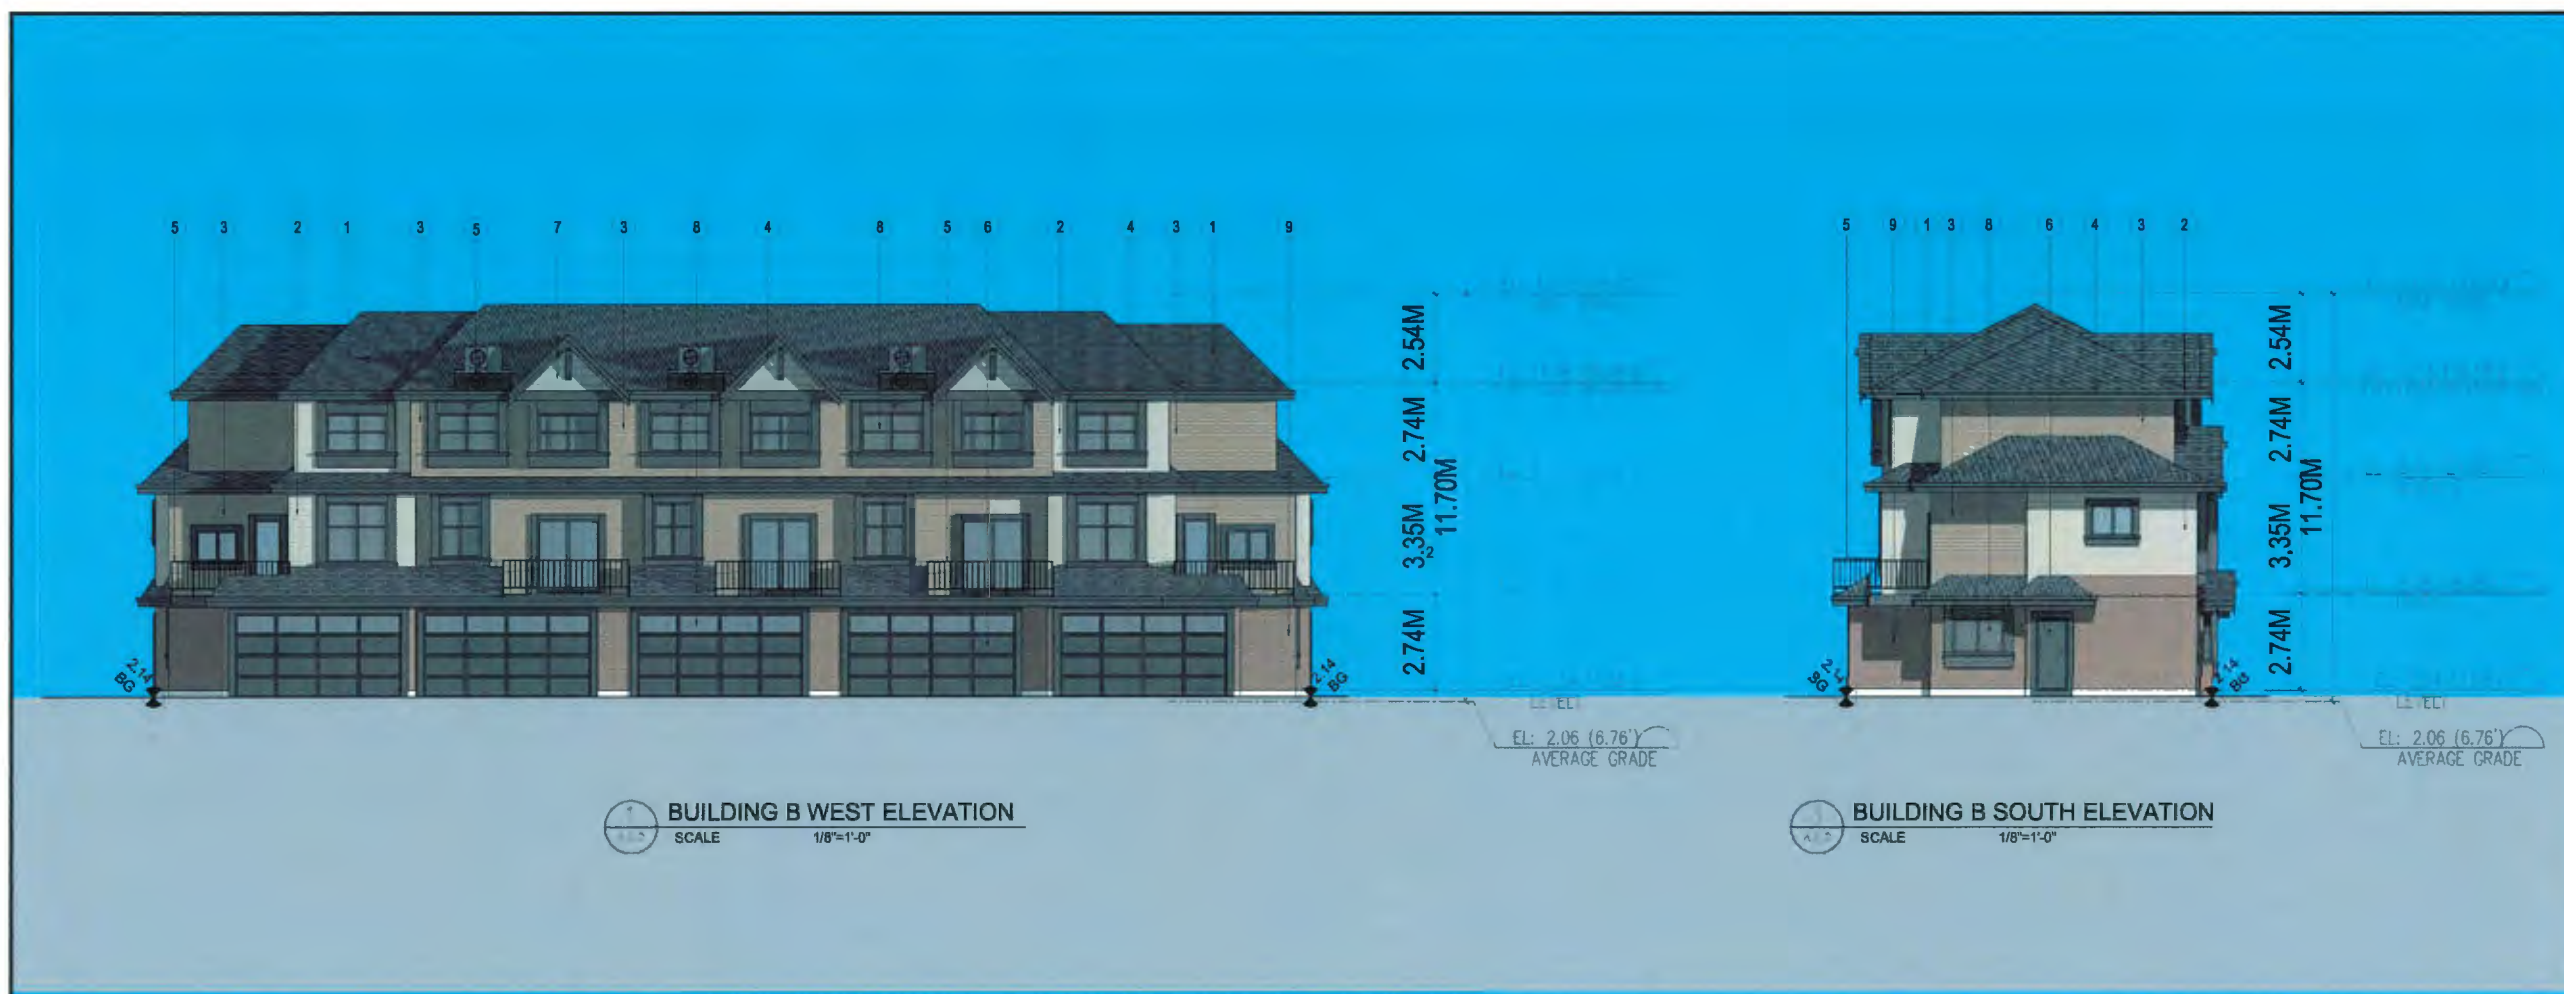 5 3 2 1 3 5 7 3 8 4 8 5 6 2 4 3 1 9
2.54M
2.74M
11.70M
3.35M
2
2.74M
2.14
BG
2.14
BG
EL: 2.06 (6.76')
AVERAGE GRADE
BUILDING B WEST ELEVATION
SCALE 1/8"=1'-0"
5 9 1 3 8 6 4 3 2
2.54M
2.74M
11.70M
3.35M
2.74M
2.14
BG
2.14
BG
EL: 2.06 (6.76')
AVERAGE GRADE
BUILDING B SOUTH ELEVATION
SCALE 1/8"=1'-0"